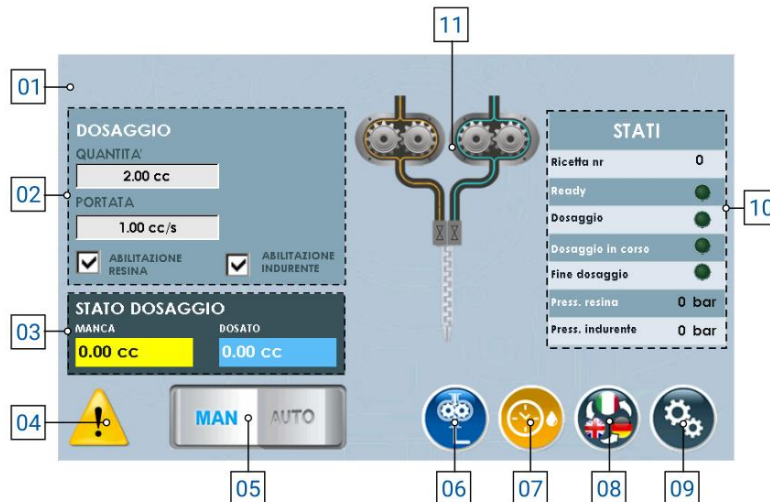 11
01
DOSAGGIO
QUANTITA'
2.00 cc
PORTATA
1.00 cc/s
ABILITAZIONE
RESINA
ABILITAZIONE
INDURENTE
02
STATO DOSAGGIO
MANCA
DOSATO
0.00 cc
0.00 cc
03
STATI
Ricetta nr 0
Ready
Dosaggio
Dosaggio in corso
Fine dosaggio
Press. resina 0 bar
Press. indurente 0 bar
10
04
MAN AUTO
05
06
07
08
09